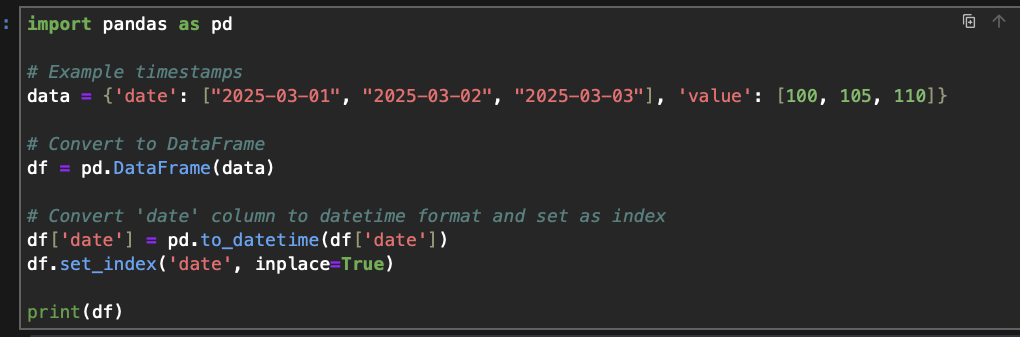 :
import pandas as pd
# Example timestamps
data = {'date': ["2025-03-01", "2025-03-02", "2025-03-03"], 'value': [100, 105, 110]}
# Convert to DataFrame
df = pd.DataFrame(data)
# Convert 'date' column to datetime format and set as index
df['date'] = pd.to_datetime(df['date'])
df.set_index('date', inplace=True)
print(df)